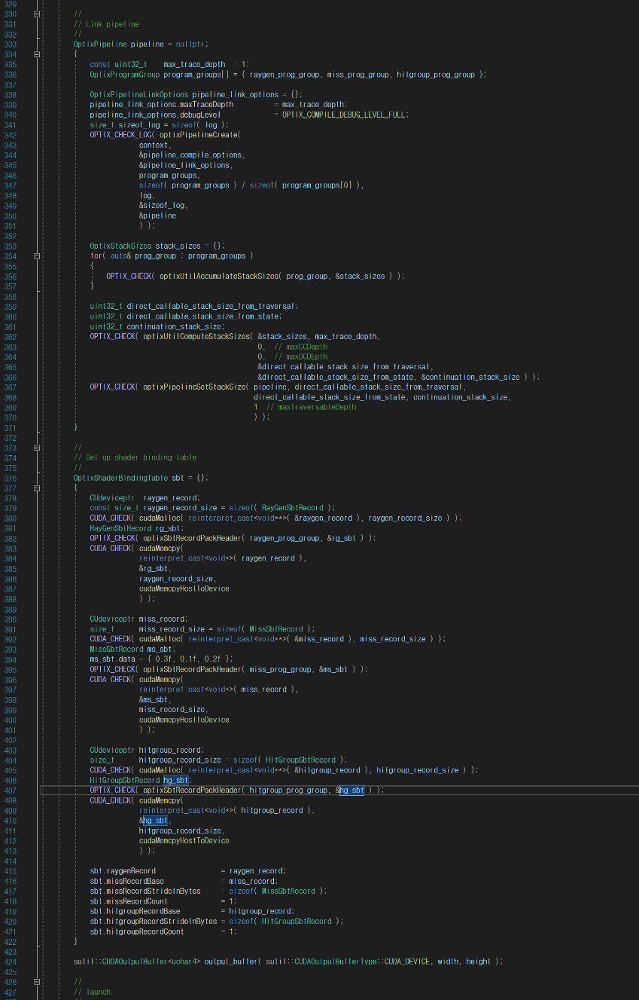 329
330 //
331 // Link pipeline
332 //
333 OptixPipeline pipeline = nullptr;
334 {
335 const uint32_t max_trace_depth = 1;
336 OptixProgramGroup program_groups[] = { raygen_prog_group, miss_prog_group, hitgroup_prog_group };
337
338 OptixPipelineLinkOptions pipeline_link_options = {};
339 pipeline_link_options.maxTraceDepth = max_trace_depth;
340 pipeline_link_options.debugLevel = OPTIX_COMPILE_DEBUG_LEVEL_FULL;
341 size_t sizeof_log = sizeof( log );
342 OPTIX_CHECK_LOG( optixPipelineCreate(
343 context,
344 &pipeline_compile_options,
345 &pipeline_link_options,
346 program_groups,
347 sizeof( program_groups ) / sizeof( program_groups[0] ),
348 log,
349 &sizeof_log,
350 &pipeline
351 ) );
352
353 OptixStackSizes stack_sizes = {};
354 for( auto& prog_group : program_groups )
355 {
356 OPTIX_CHECK( optixUtilAccumulateStackSizes( prog_group, &stack_sizes ) );
357 }
358
359 uint32_t direct_callable_stack_size_from_traversal;
360 uint32_t direct_callable_stack_size_from_state;
361 uint32_t continuation_stack_size;
362 OPTIX_CHECK( optixUtilComputeStackSizes( &stack_sizes, max_trace_depth,
363 0, // maxCCDepth
364 0, // maxDCDEpth
365 &direct_callable_stack_size_from_traversal,
366 &direct_callable_stack_size_from_state, &continuation_stack_size ) );
367 OPTIX_CHECK( optixPipelineSetStackSize( pipeline, direct_callable_stack_size_from_traversal,
368 direct_callable_stack_size_from_state, continuation_stack_size,
369 1 // maxTraversableDepth
370 ) );
371 }
372
373 //
374 // Set up shader binding table
375 //
376 OptixShaderBindingTable sbt = {};
377 {
378 CUdeviceptr raygen_record;
379 const size_t raygen_record_size = sizeof( RayGenSbtRecord );
380 CUDA_CHECK( cudaMalloc( reinterpret_cast<void**>( &raygen_record ), raygen_record_size ) );
381 RayGenSbtRecord rg_sbt;
382 OPTIX_CHECK( optixSbtRecordPackHeader( raygen_prog_group, &rg_sbt ) );
383 CUDA_CHECK( cudaMemcpy(
384 reinterpret_cast<void*>( raygen_record ),
385 &rg_sbt,
386 raygen_record_size,
387 cudaMemcpyHostToDevice
388 ) );
389
390 CUdeviceptr miss_record;
391 size_t miss_record_size = sizeof( MissSbtRecord );
392 CUDA_CHECK( cudaMalloc( reinterpret_cast<void**>( &miss_record ), miss_record_size ) );
393 MissSbtRecord ms_sbt;
394 ms_sbt.data = { 0.3f, 0.1f, 0.2f };
395 OPTIX_CHECK( optixSbtRecordPackHeader( miss_prog_group, &ms_sbt ) );
396 CUDA_CHECK( cudaMemcpy(
397 reinterpret_cast<void*>( miss_record ),
398 &ms_sbt,
399 miss_record_size,
400 cudaMemcpyHostToDevice
401 ) );
402
403 CUdeviceptr hitgroup_record;
404 size_t hitgroup_record_size = sizeof( HitGroupSbtRecord );
405 CUDA_CHECK( cudaMalloc( reinterpret_cast<void**>( &hitgroup_record ), hitgroup_record_size ) );
406 HitGroupSbtRecord hg_sbt;
407 OPTIX_CHECK( optixSbtRecordPackHeader( hitgroup_prog_group, &hg_sbt ) );
408 CUDA_CHECK( cudaMemcpy(
409 reinterpret_cast<void*>( hitgroup_record ),
410 &hg_sbt,
411 hitgroup_record_size,
412 cudaMemcpyHostToDevice
413 ) );
414
415 sbt.raygenRecord = raygen_record;
416 sbt.missRecordBase = miss_record;
417 sbt.missRecordStrideInBytes = sizeof( MissSbtRecord );
418 sbt.missRecordCount = 1;
419 sbt.hitgroupRecordBase = hitgroup_record;
420 sbt.hitgroupRecordStrideInBytes = sizeof( HitGroupSbtRecord );
421 sbt.hitgroupRecordCount = 1;
422 }
423
424 sutil::CUDAOutputBuffer<uchar4> output_buffer( sutil::CUDAOutputBufferType::CUDA_DEVICE, width, height );
425
426 //
427 // launch